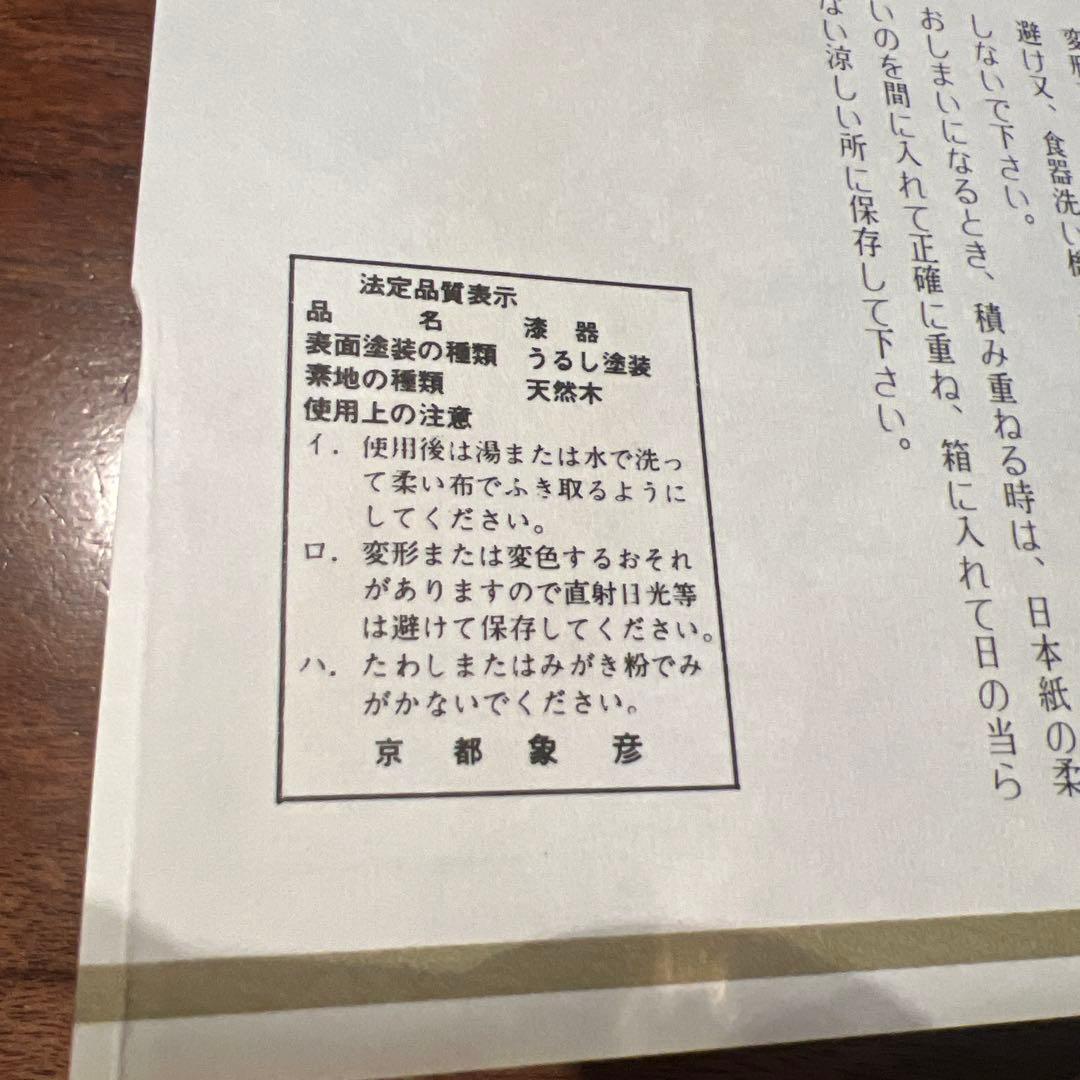 変形、
避け又、食器洗い機
しないで下さい。
おしまいになるとき、積み重ねる時は、日本紙の柔
いのを間に入れて正確に重ね、箱に入れて日の当ら
ない涼しい所に保存して下さい。
法定品質表示
品 名 漆 器
表面塗装の種類 うるし塗装
素地の種類 天然木
使用上の注意
イ. 使用後は湯または水で洗っ
て柔い布でふき取るように
してください。
ロ. 変形または変色するおそれ
がありますので直射日光等
は避けて保存してください。
ハ. たわしまたはみがき粉でみ
がかないでください。
京 都 象 彦